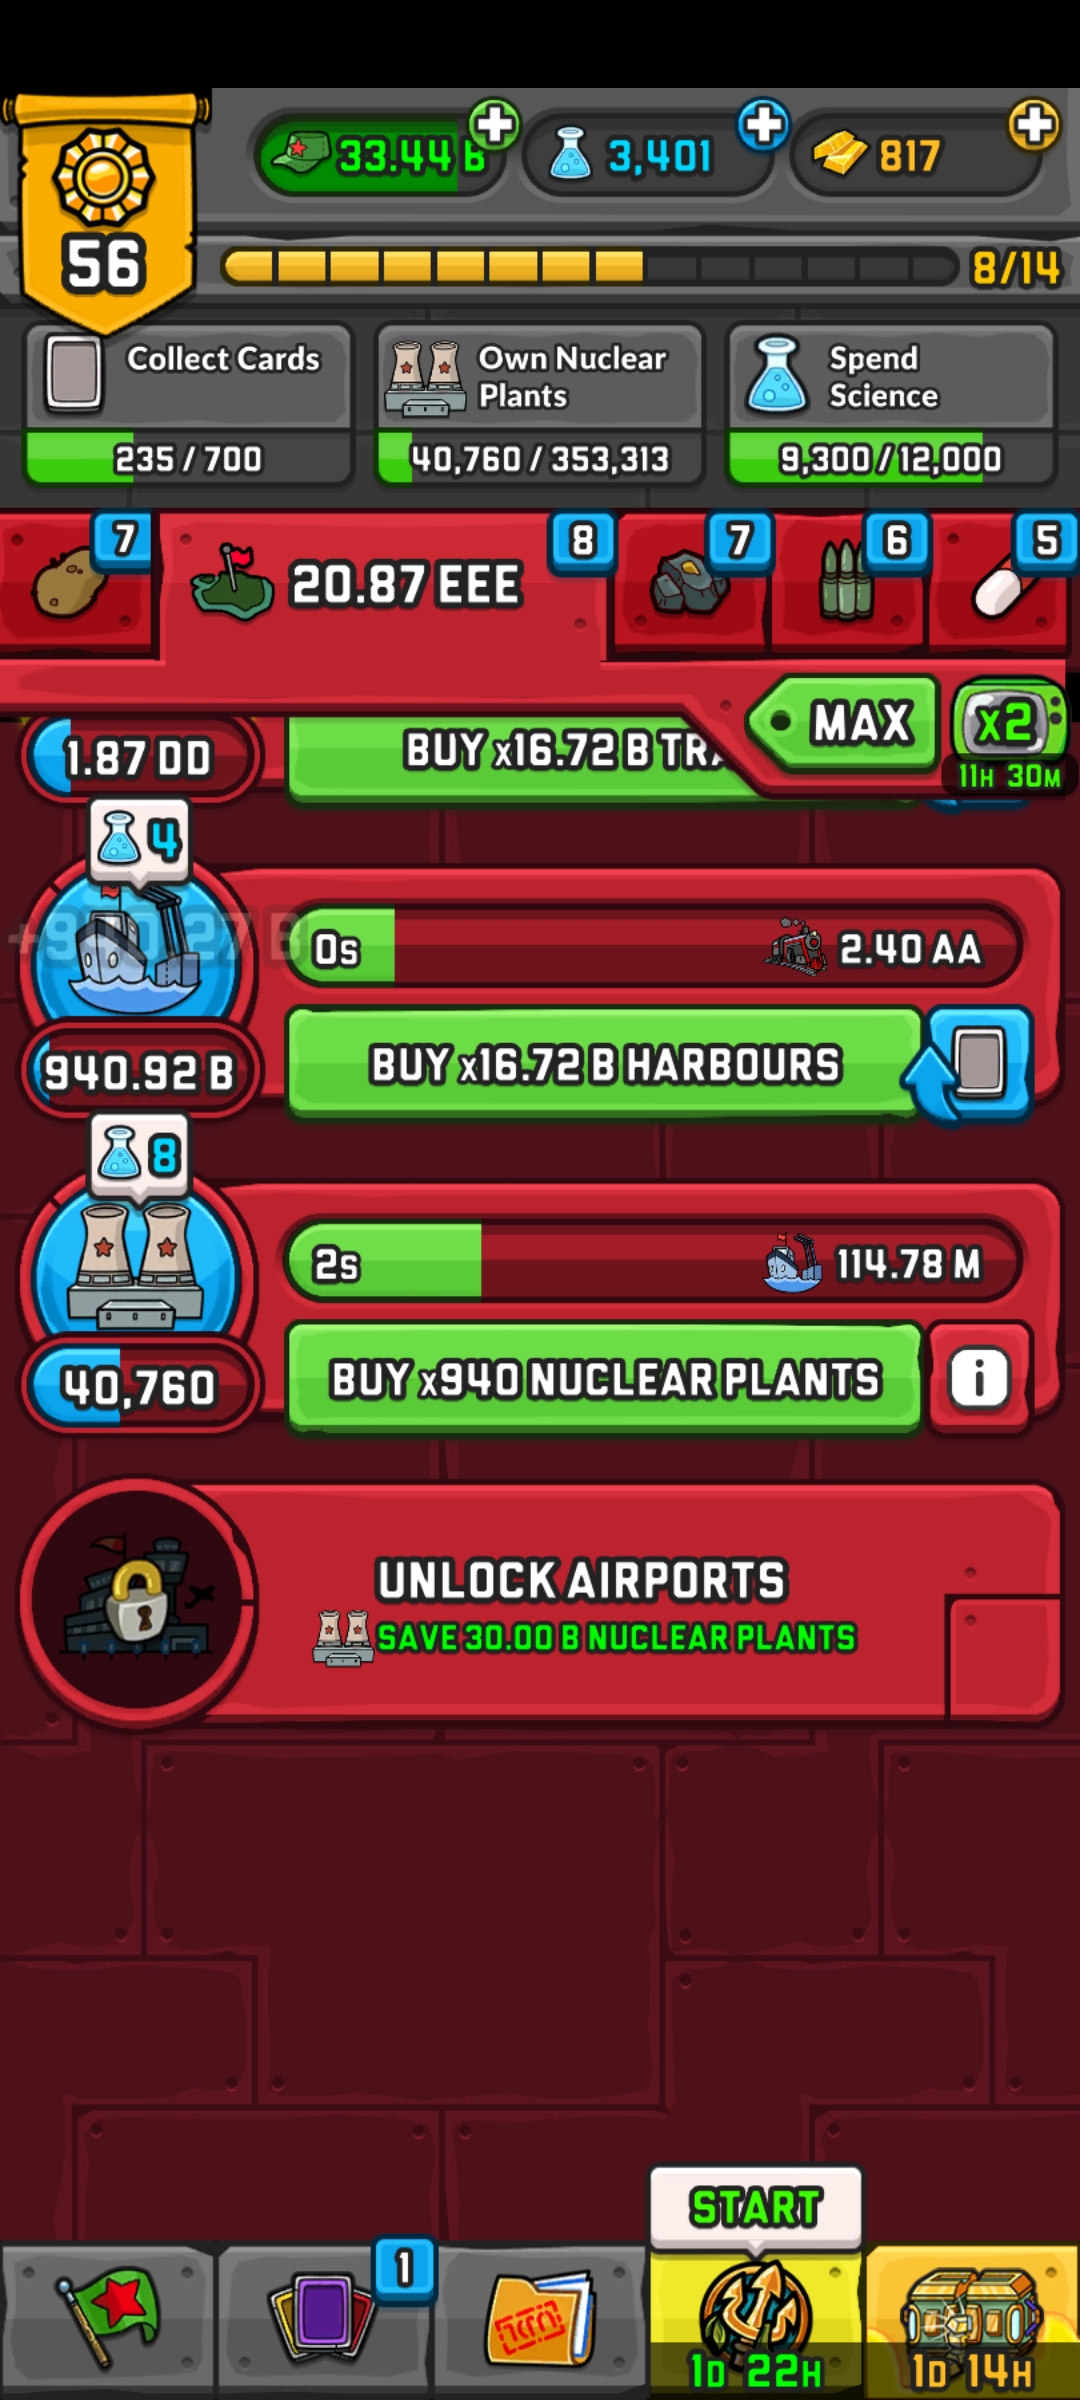 33.44 B
3,401
817
56
8/14
Collect Cards
235 / 700
Own Nuclear
Plants
40,760 / 353,313
Spend
Science
9,300 / 12,000
7
20.87 EEE
8
7
6
5
MAX
x2
11H 30M
1.87 DD
BUY x16.72 B
4
0s
2.40 AA
940.92 B
BUY x16.72 B HARBOURS
8
2s
114.78 M
40,760
BUY x940 NUCLEAR PLANTS
i
UNLOCK AIRPORTS
SAVE 30.00 B NUCLEAR PLANTS
START
1
1D 22H
1D 14H